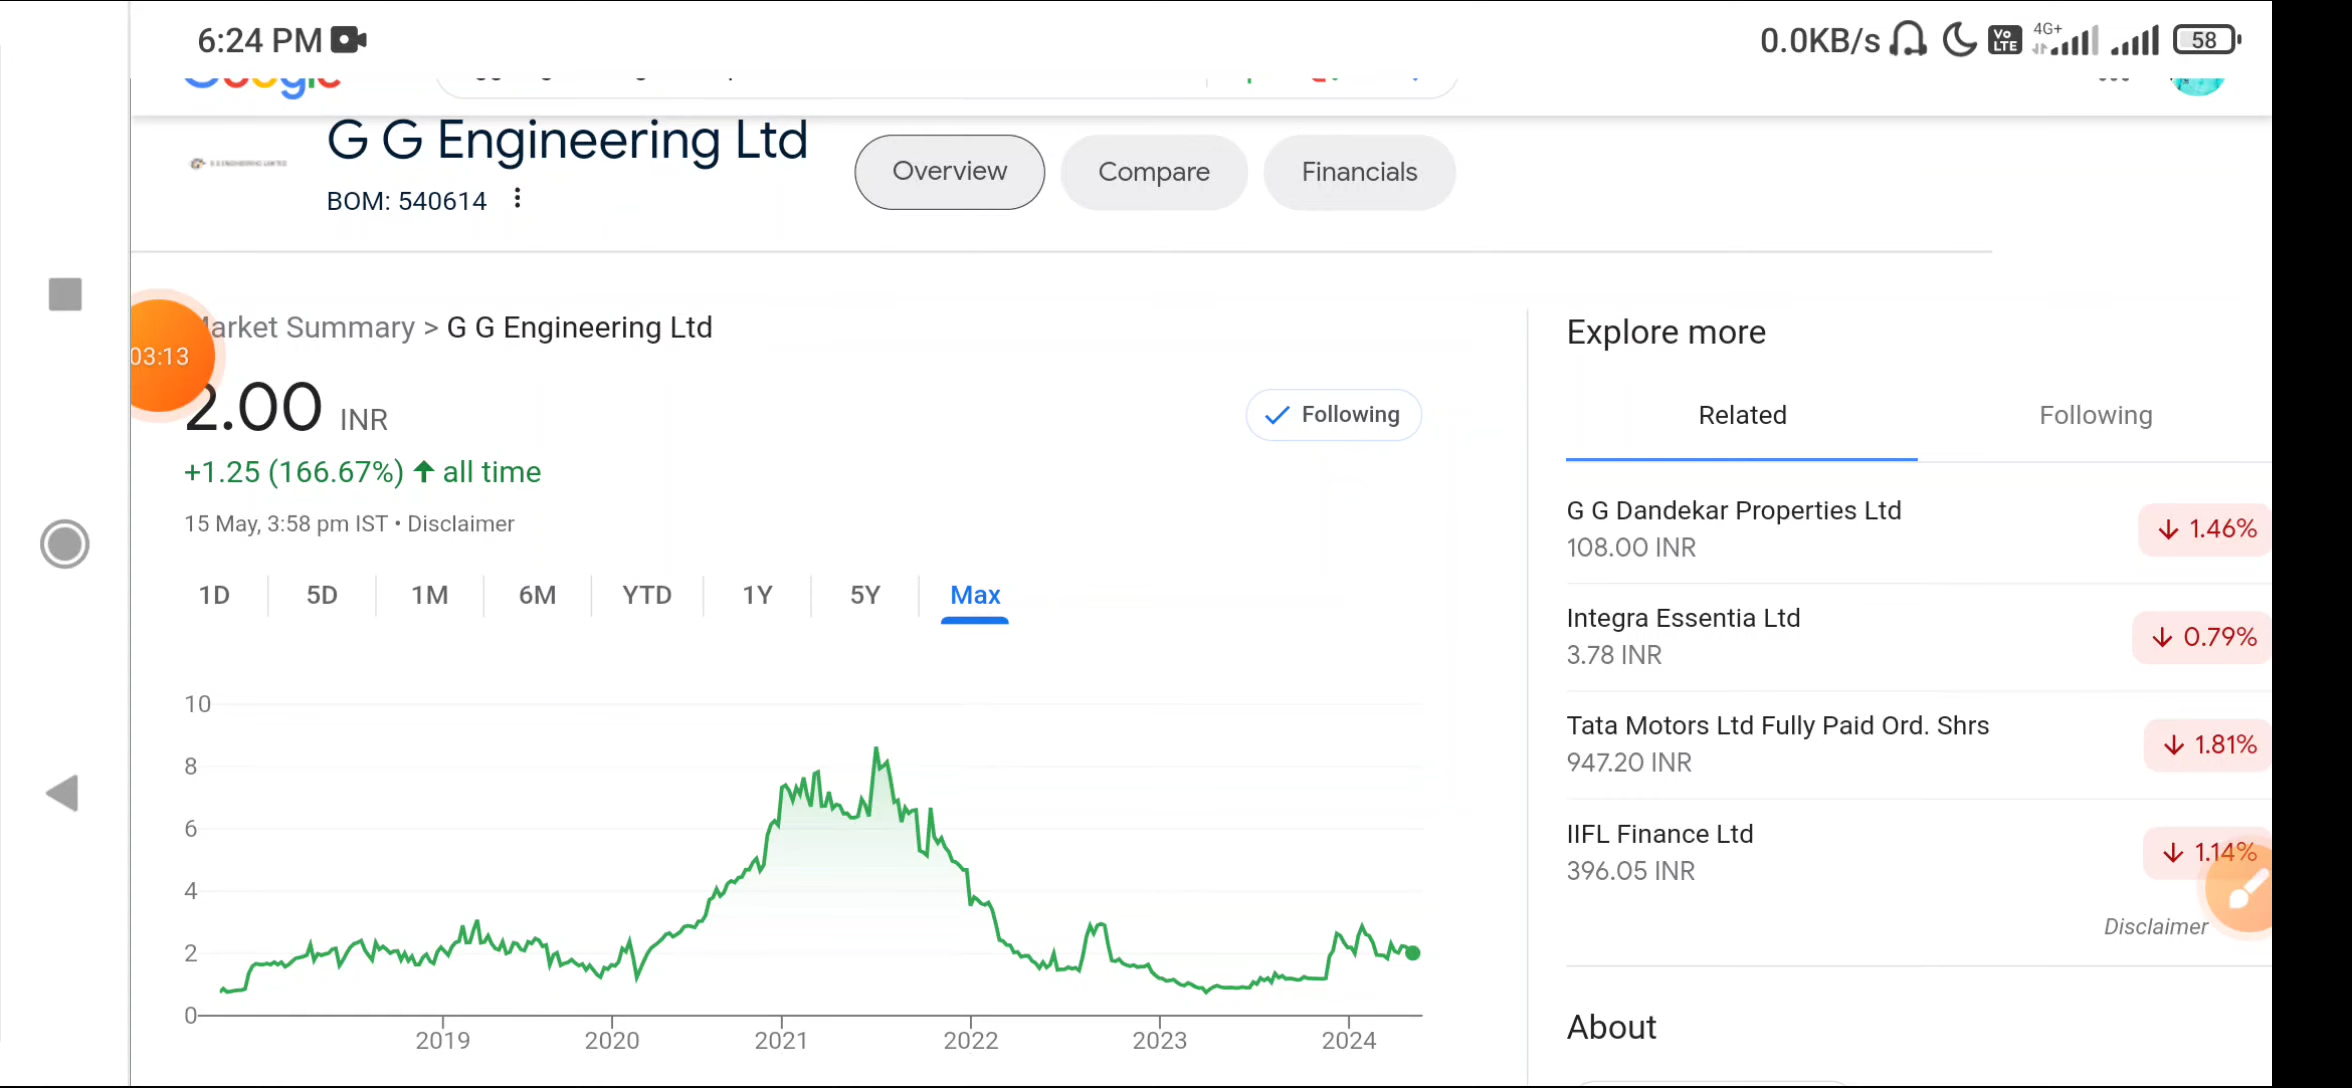 6:24 PM
0.0KB/s
Vo
LTE
4G+
58
G G Engineering Ltd
BOM: 540614
Overview
Compare
Financials
arket Summary > G G Engineering Ltd
03:13
2.00 INR
Following
+1.25 (166.67%) ↑ all time
15 May, 3:58 pm IST • Disclaimer
1D
5D
1M
6M
YTD
1Y
5Y
Max
10
8
6
4
2
0
2019
2020
2021
2022
2023
2024
Explore more
Related
Following
G G Dandekar Properties Ltd
108.00 INR
↓ 1.46%
Integra Essentia Ltd
3.78 INR
↓ 0.79%
Tata Motors Ltd Fully Paid Ord. Shrs
947.20 INR
↓ 1.81%
IIFL Finance Ltd
396.05 INR
↓ 1.14%
Disclaimer
About